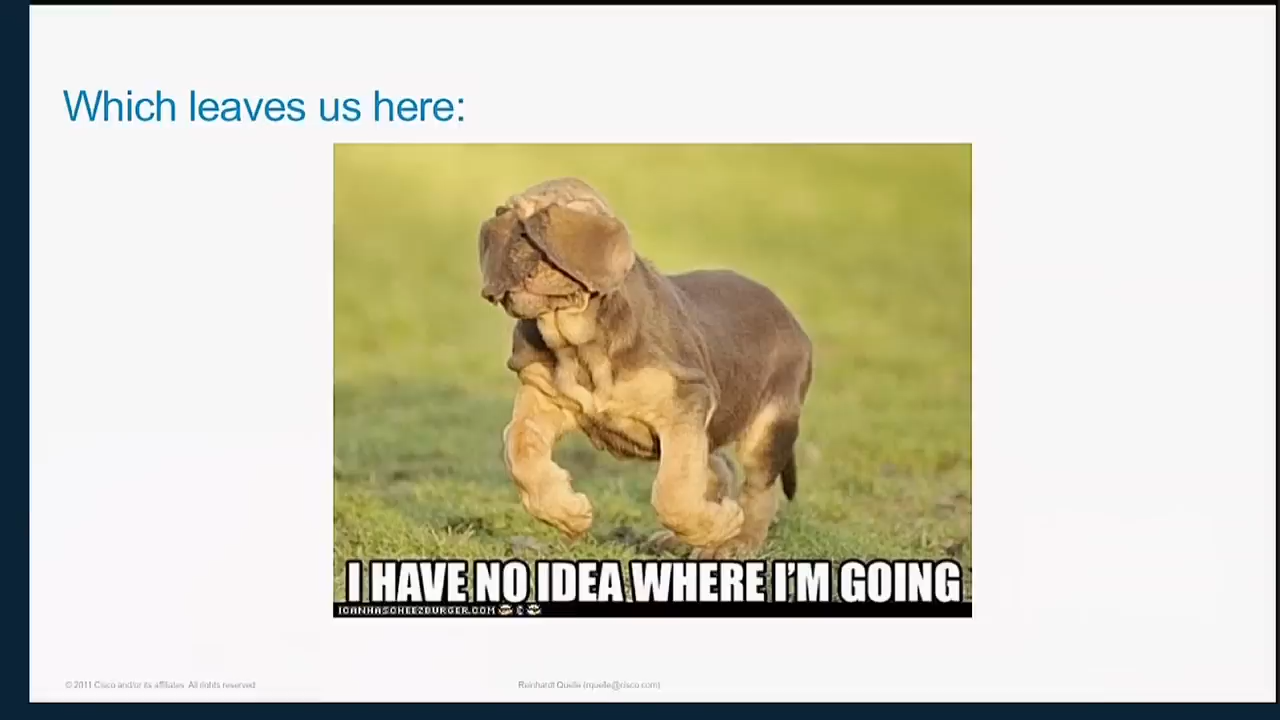 Which leaves us here:
I HAVE NO IDEA WHERE I'M GOING
ICANHASCHEEZBURGER.COM
© 2011 Cisco and/or its affiliates. All rights reserved
Reinhardt Quelle (rquelle@cisco.com)